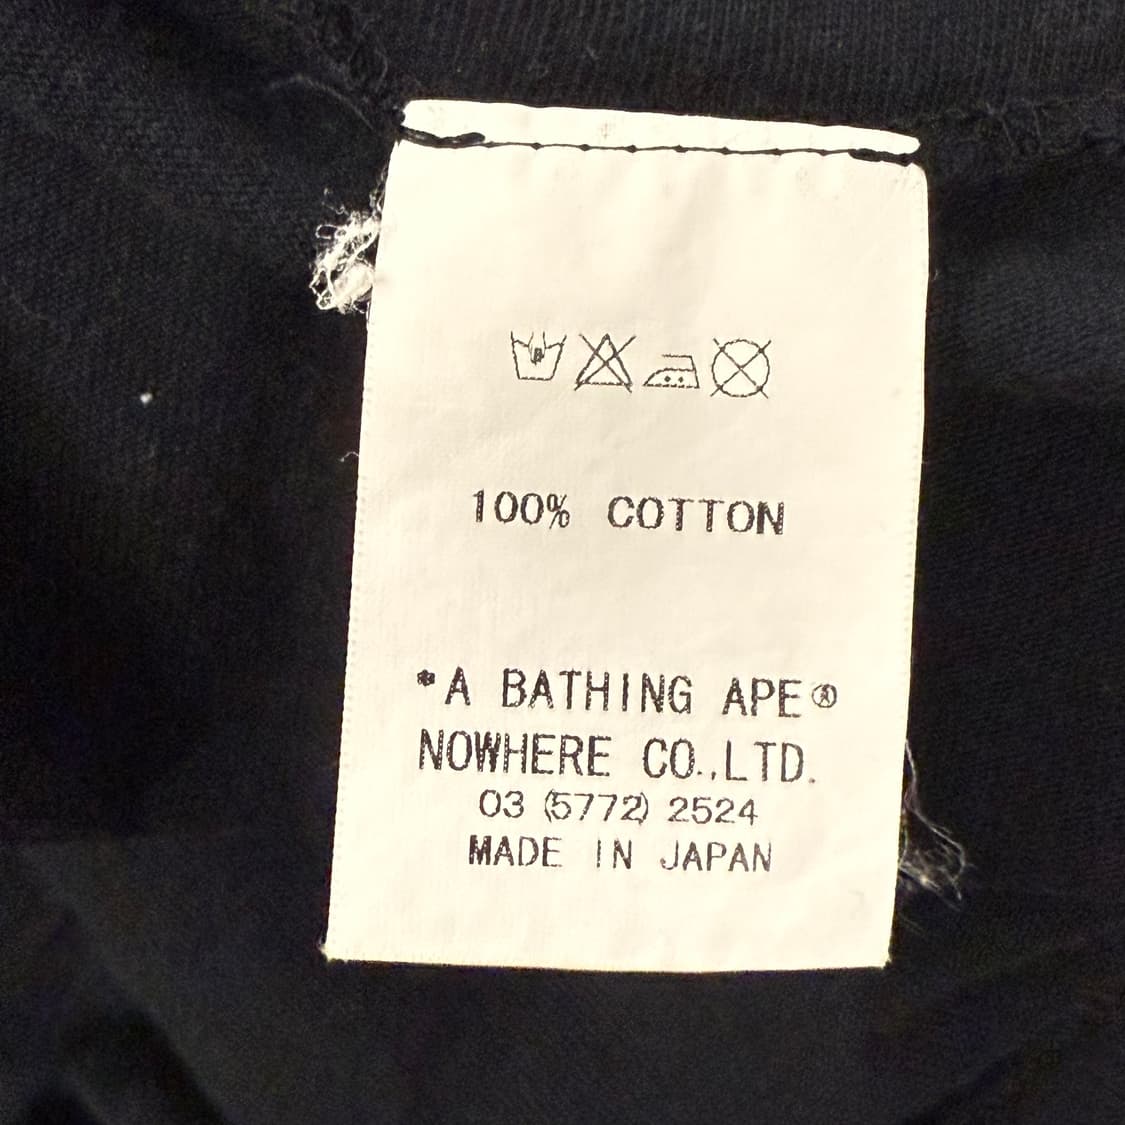 100% COTTON
*A BATHING APE®
NOWHERE CO.,LTD.
03 (5772) 2524
MADE IN JAPAN